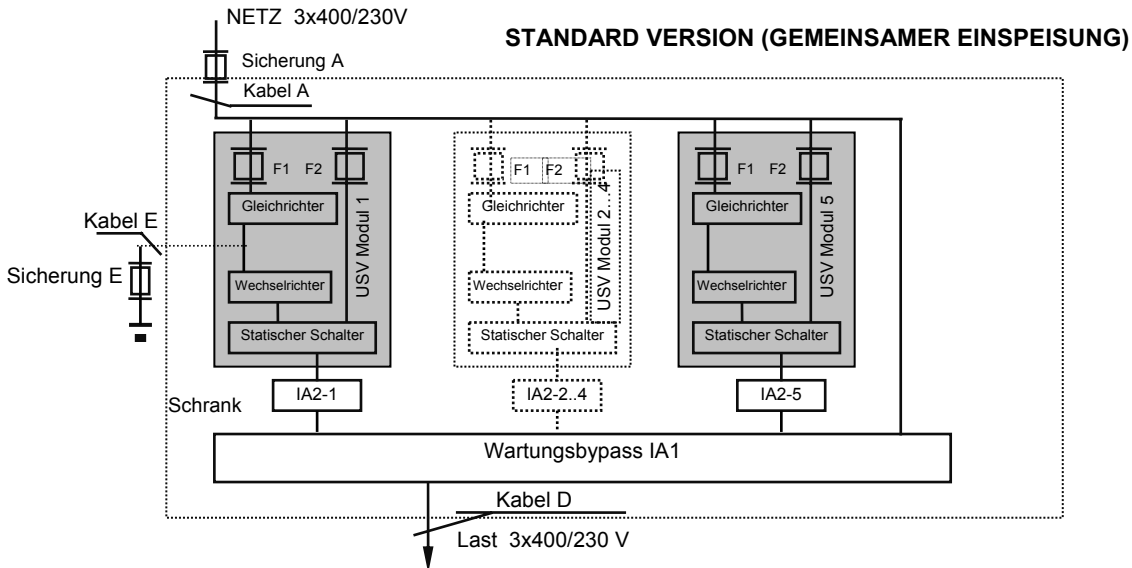 NETZ 3x400/230V
STANDARD VERSION (GEMEINSAMER EINSPEISUNG)
Sicherung A
Kabel A
F1 F2
Gleichrichter
Wechselrichter
Statischer Schalter
USV Modul 1
F1 F2
Gleichrichter
Wechselrichter
Statischer Schalter
USV Modul 2...4
F1 F2
Gleichrichter
Wechselrichter
Statischer Schalter
USV Modul 5
Kabel E
Sicherung E
IA2-1
IA2-2..4
IA2-5
Schrank
Wartungsbypass IA1
Kabel D
Last 3x400/230 V